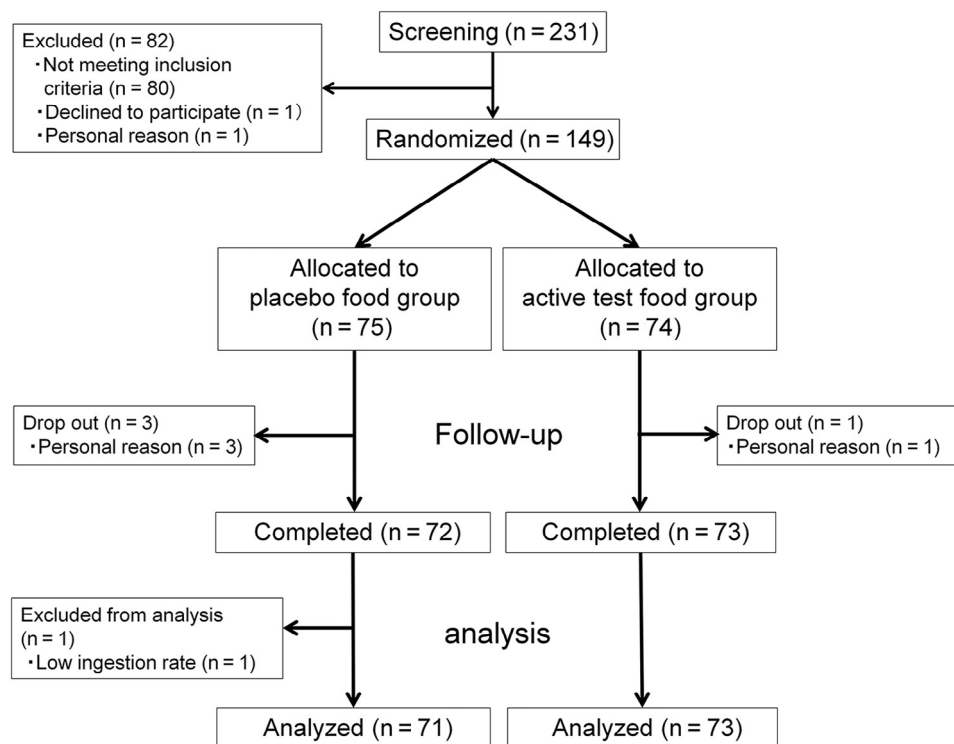 Screening (n = 231)
Excluded (n = 82)
・Not meeting inclusion
criteria (n = 80)
・Declined to participate (n = 1)
・Personal reason (n = 1)
Randomized (n = 149)
Allocated to
placebo food group
(n = 75)
Allocated to
active test food group
(n = 74)
Drop out (n = 3)
・Personal reason (n = 3)
Follow-up
Drop out (n = 1)
・Personal reason (n = 1)
Completed (n = 72)
Completed (n = 73)
Excluded from analysis
(n = 1)
・Low ingestion rate (n = 1)
analysis
Analyzed (n = 71)
Analyzed (n = 73)